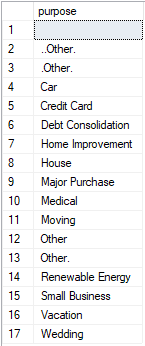 purpose
1
2 ..Other.
3 .Other.
4 Car
5 Credit Card
6 Debt Consolidation
7 Home Improvement
8 House
9 Major Purchase
10 Medical
11 Moving
12 Other
13 Other.
14 Renewable Energy
15 Small Business
16 Vacation
17 Wedding